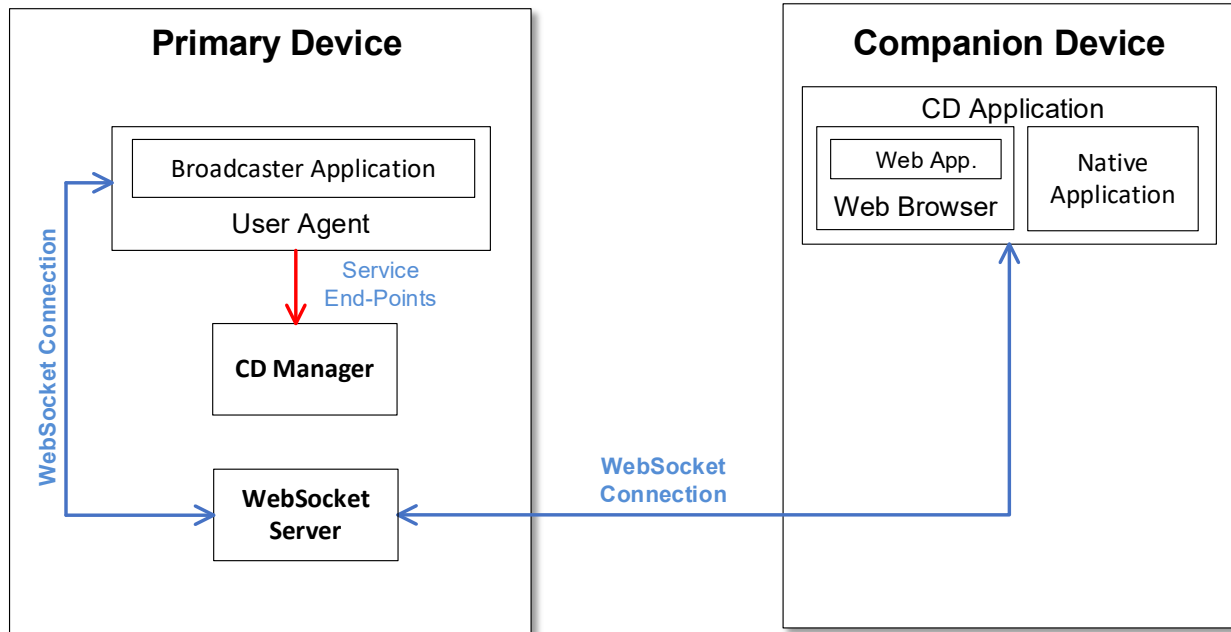 Primary Device
Broadcaster Application
User Agent
Service
End-Points
CD Manager
WebSocket Connection
WebSocket
Server
WebSocket
Connection
Companion Device
CD Application
Web App.
Web Browser
Native
Application